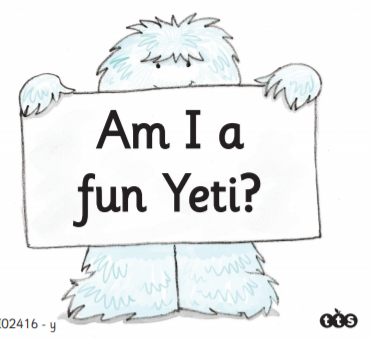 Am I a
fun Yeti?
02416 - y
tts